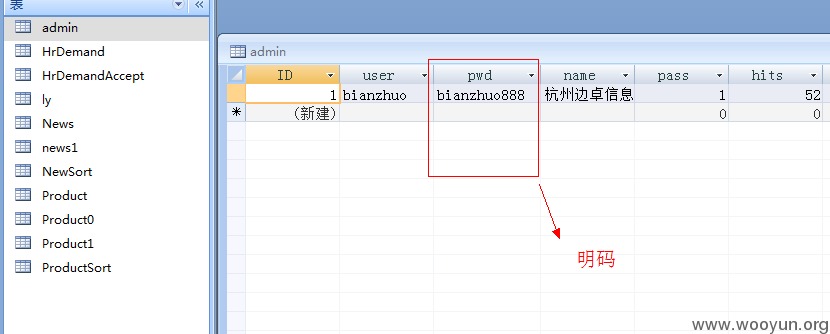 表
admin
HrDemand
HrDemandAccept
ly
News
news1
NewSort
Product
Product0
Product1
ProductSort
admin
ID user pwd name pass hits
1 bianzhuo bianzhuo888 杭州边卓信息 1 52
* (新建) 0 0
明码
www.wooyun.org